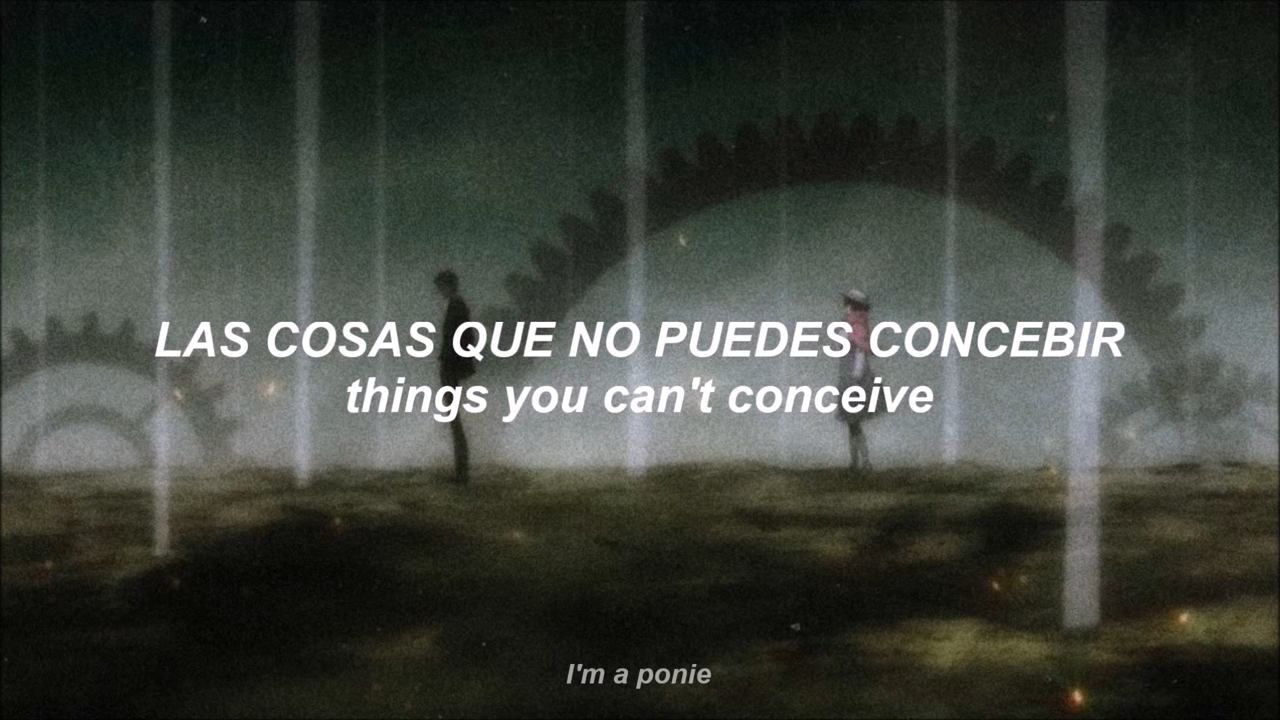 LAS COSAS QUE NO PUEDES CONCEBIR
things you can't conceive
I'm a ponie